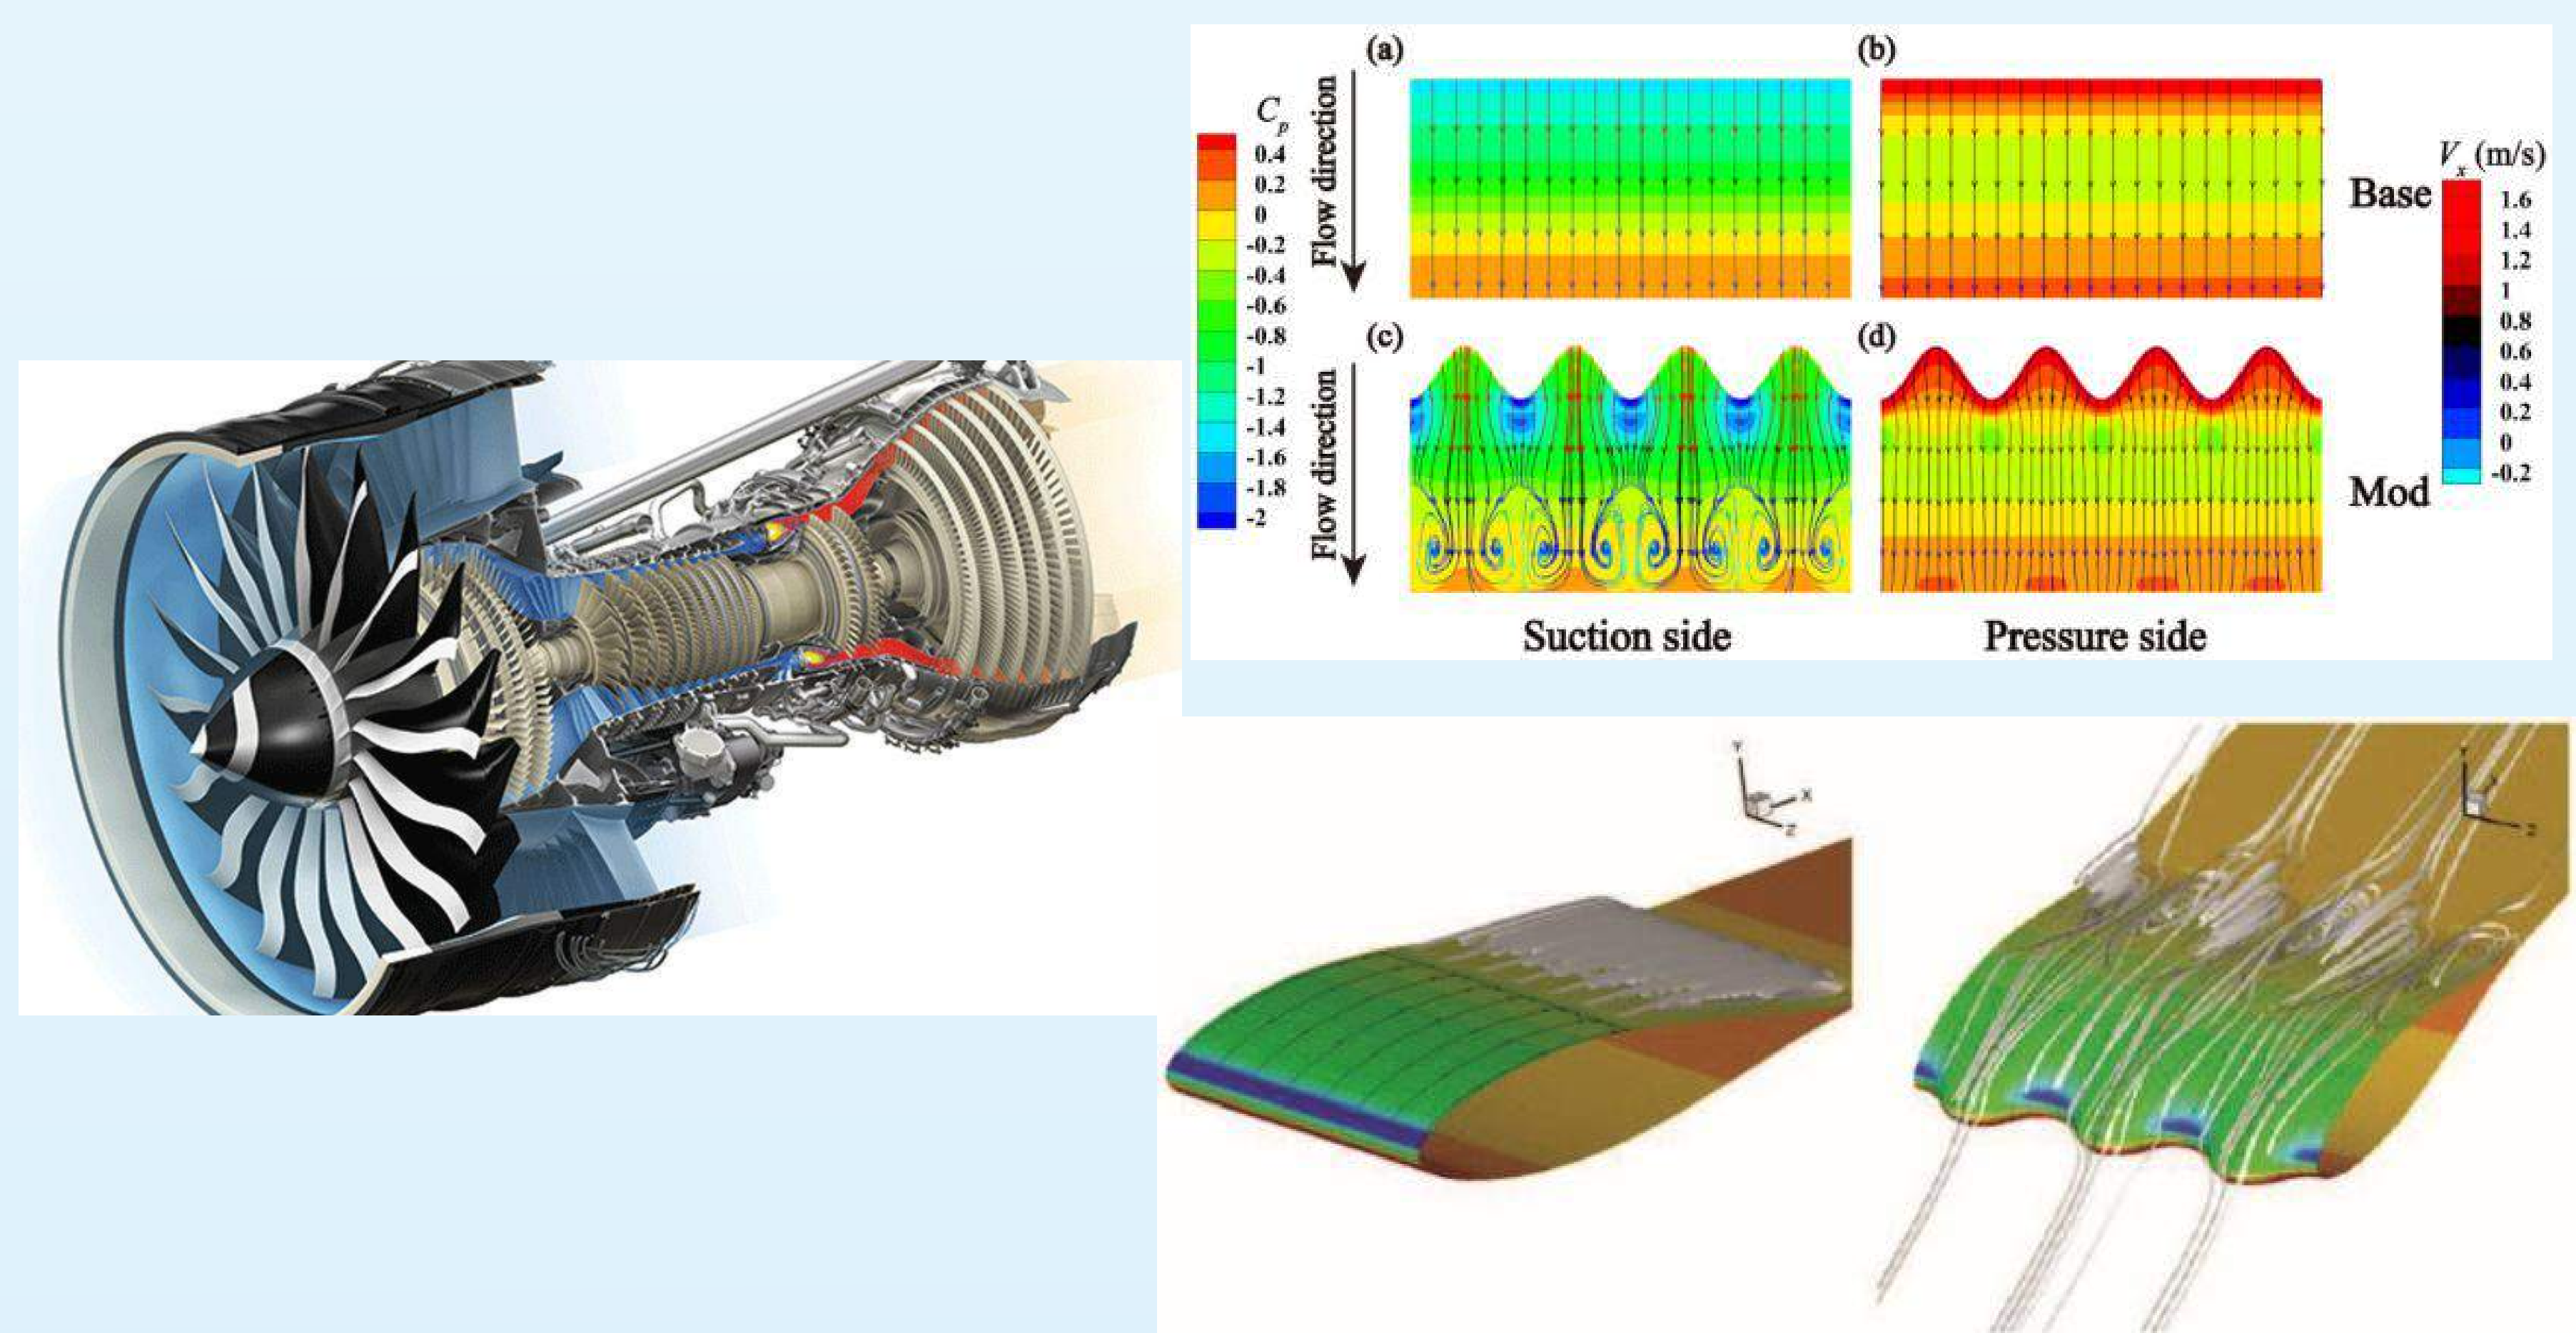 (a)
(b)
C_p
0.4
0.2
0
-0.2
-0.4
-0.6
-0.8
-1
-1.2
-1.4
-1.6
-1.8
-2
Flow direction
Base
V_x (m/s)
1.6
1.4
1.2
1
0.8
0.6
0.4
0.2
0
-0.2
(c)
(d)
Flow direction
Mod
Suction side
Pressure side
Y
X
Z
Z